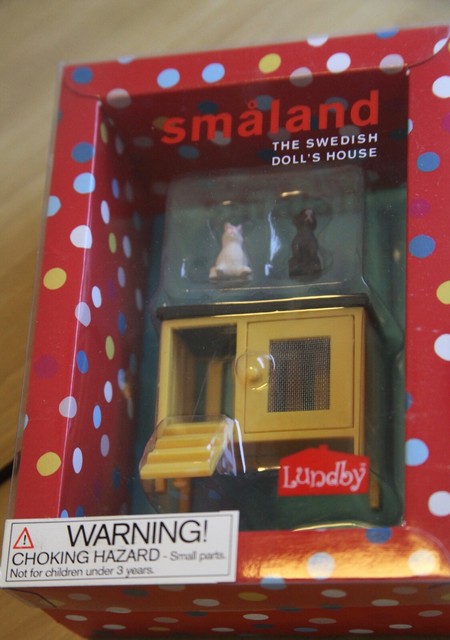 småland
THE SWEDISH
DOLL'S HOUSE
Lundby
WARNING!
CHOKING HAZARD - Small parts.
Not for children under 3 years.